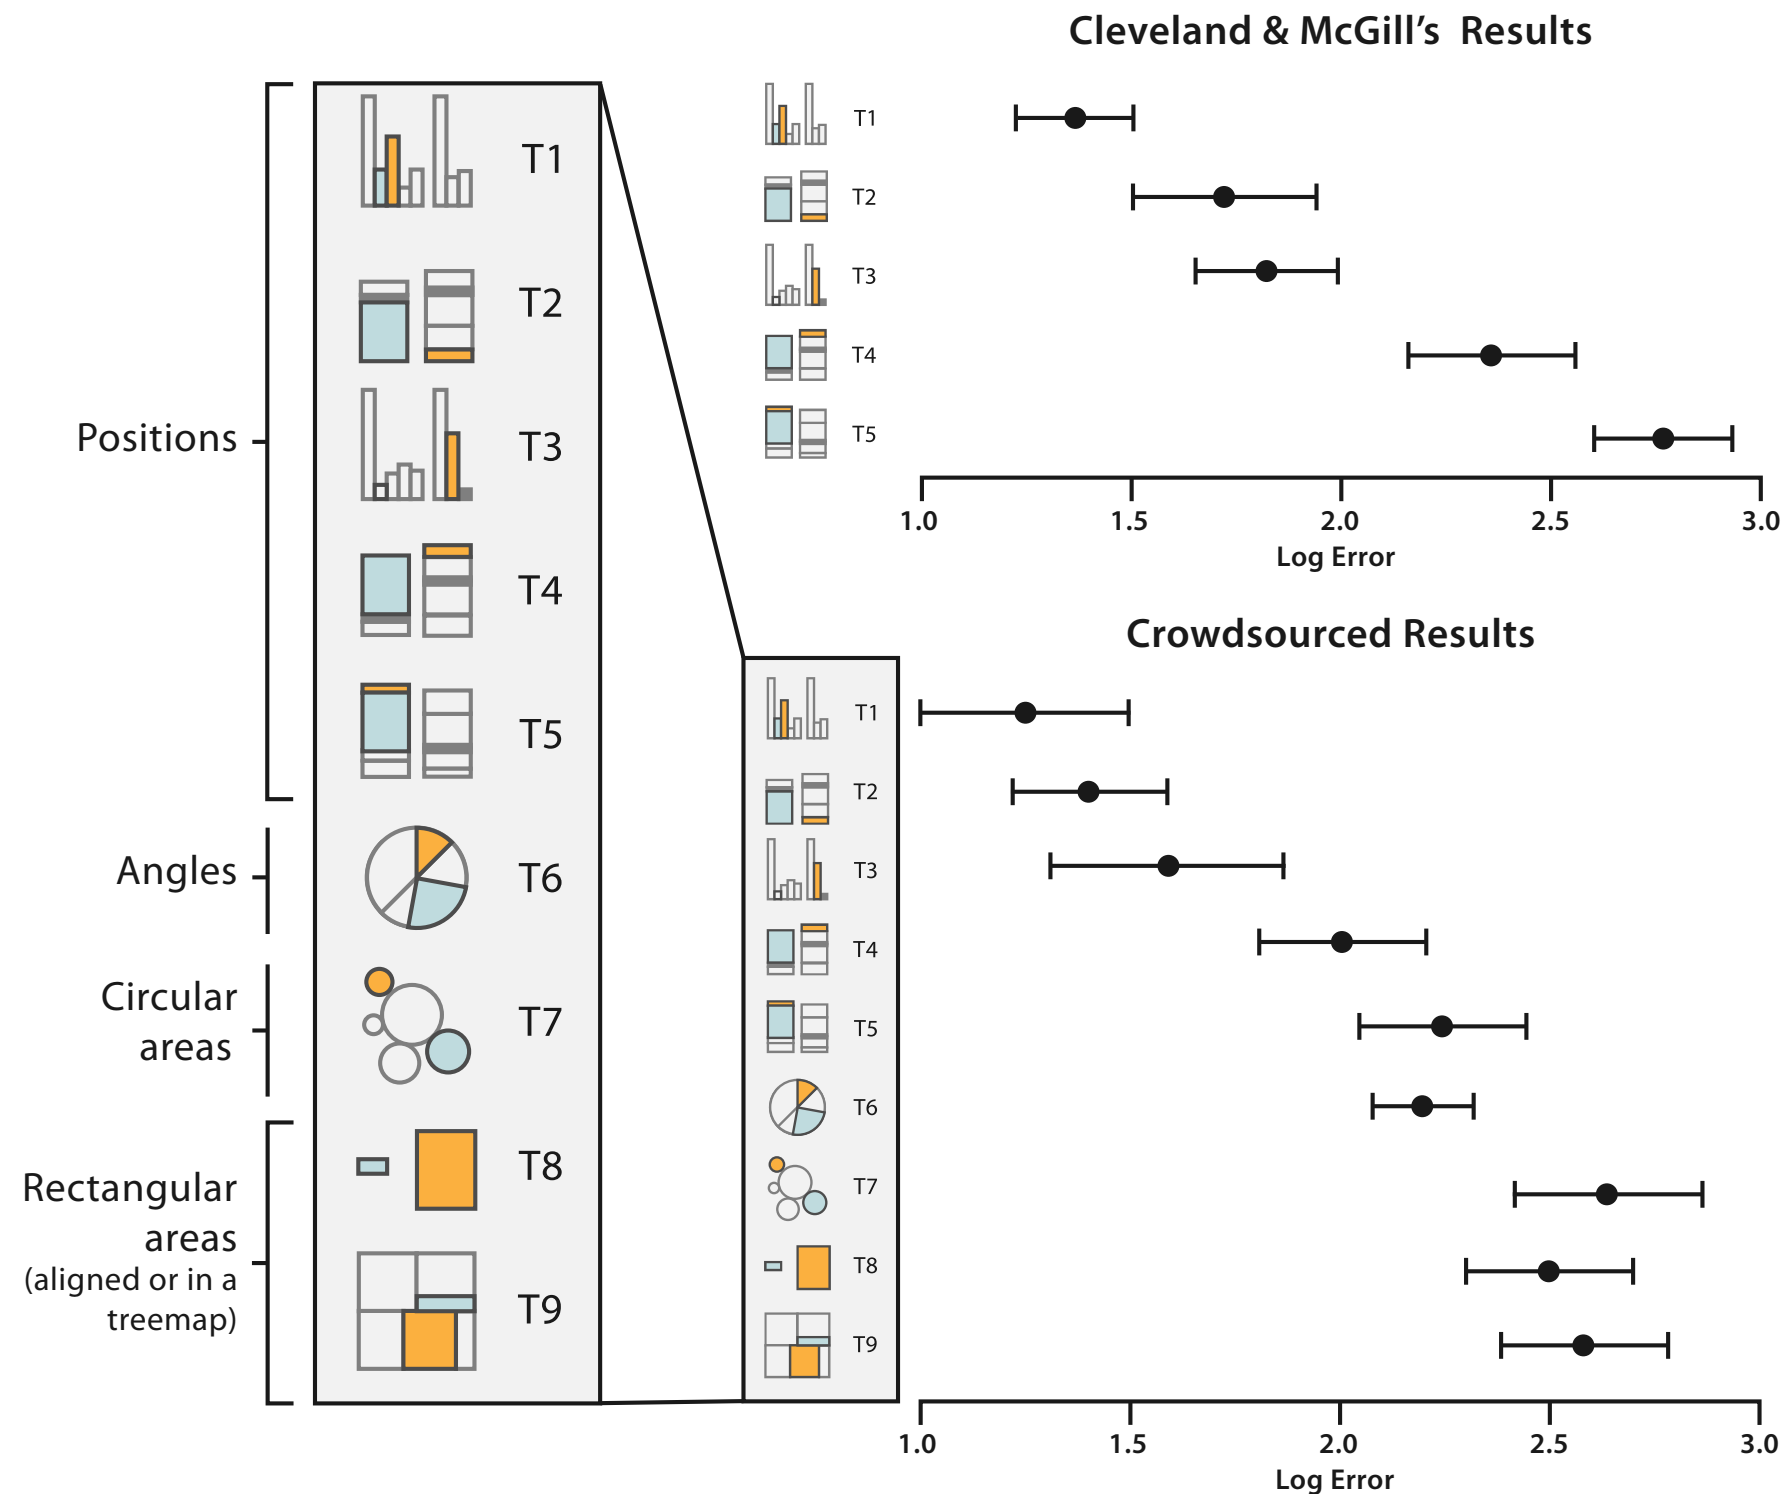 Cleveland & McGill's  Results
Positions
Angles
Circular
areas
Rectangular
areas
(aligned or in a
treemap)
T1
T2
T3
T4
T5
T6
T7
T8
T9
T1
T2
T3
T4
T5
1.0 1.5 2.0 2.5 3.0
Log Error
Crowdsourced Results
T1
T2
T3
T4
T5
T6
T7
T8
T9
1.0 1.5 2.0 2.5 3.0
Log Error